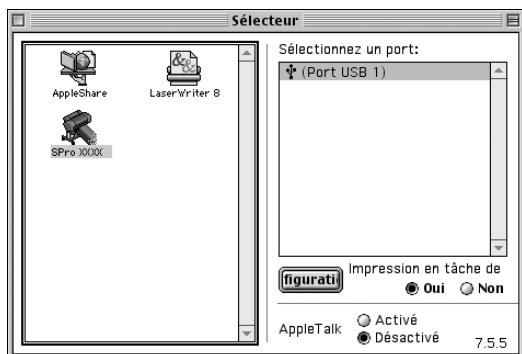 Sélecteur
AppleShare
LaserWriter 8
SPro XXXX
Sélectionnez un port:
(Port USB 1)
figurati
Impression en tâche de
Oui Non
AppleTalk
Activé
Désactivé
7.5.5